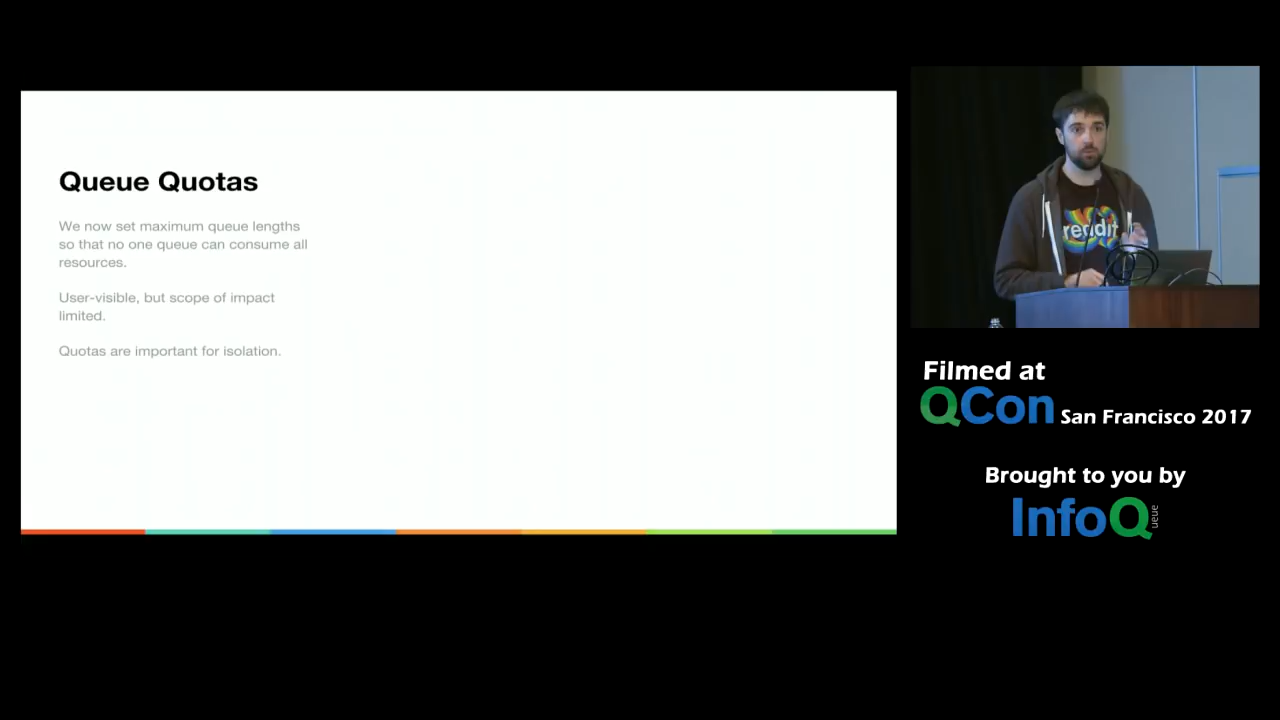 Queue Quotas
We now set maximum queue lengths
so that no one queue can consume all
resources.
User-visible, but scope of impact
limited.
Quotas are important for isolation.
reddit
Filmed at
QCon San Francisco 2017
Brought to you by
InfoQueue